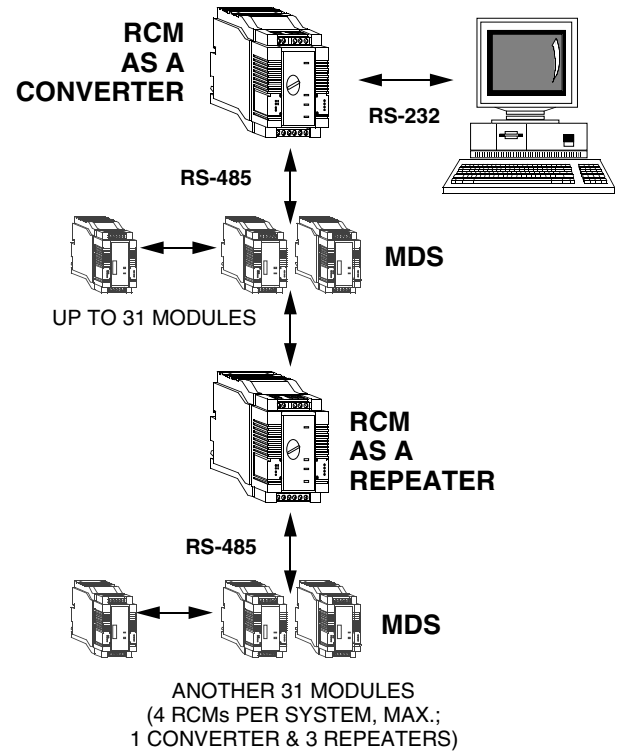 RCM
AS A
CONVERTER
RS-232
RS-485
MDS
UP TO 31 MODULES
RCM
AS A
REPEATER
RS-485
MDS
ANOTHER 31 MODULES
(4 RCMs PER SYSTEM, MAX.;
1 CONVERTER & 3 REPEATERS)